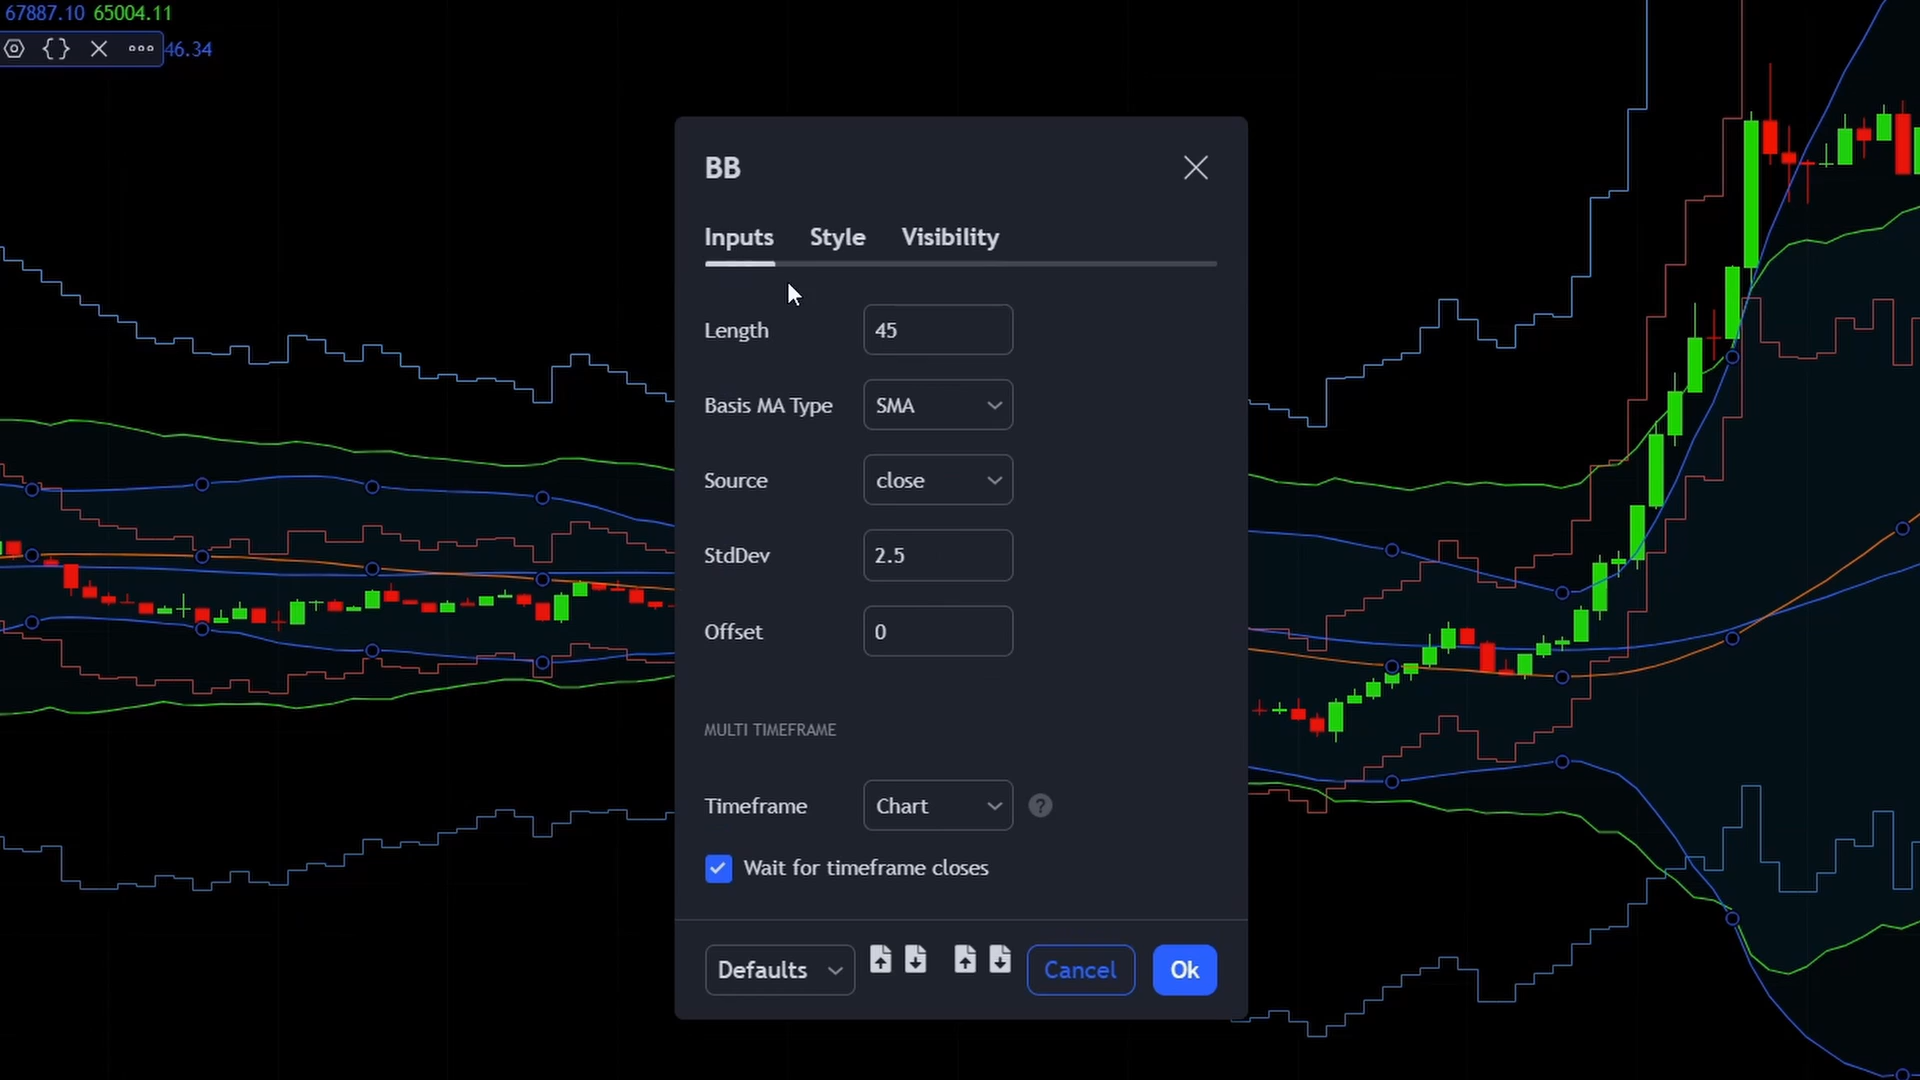 67887.10 65004.11
46.34
BB
Inputs Style Visibility
Length 45
Basis MA Type SMA
Source close
StdDev 2.5
Offset 0
MULTI TIMEFRAME
Timeframe Chart ?
Wait for timeframe closes
Defaults Cancel Ok